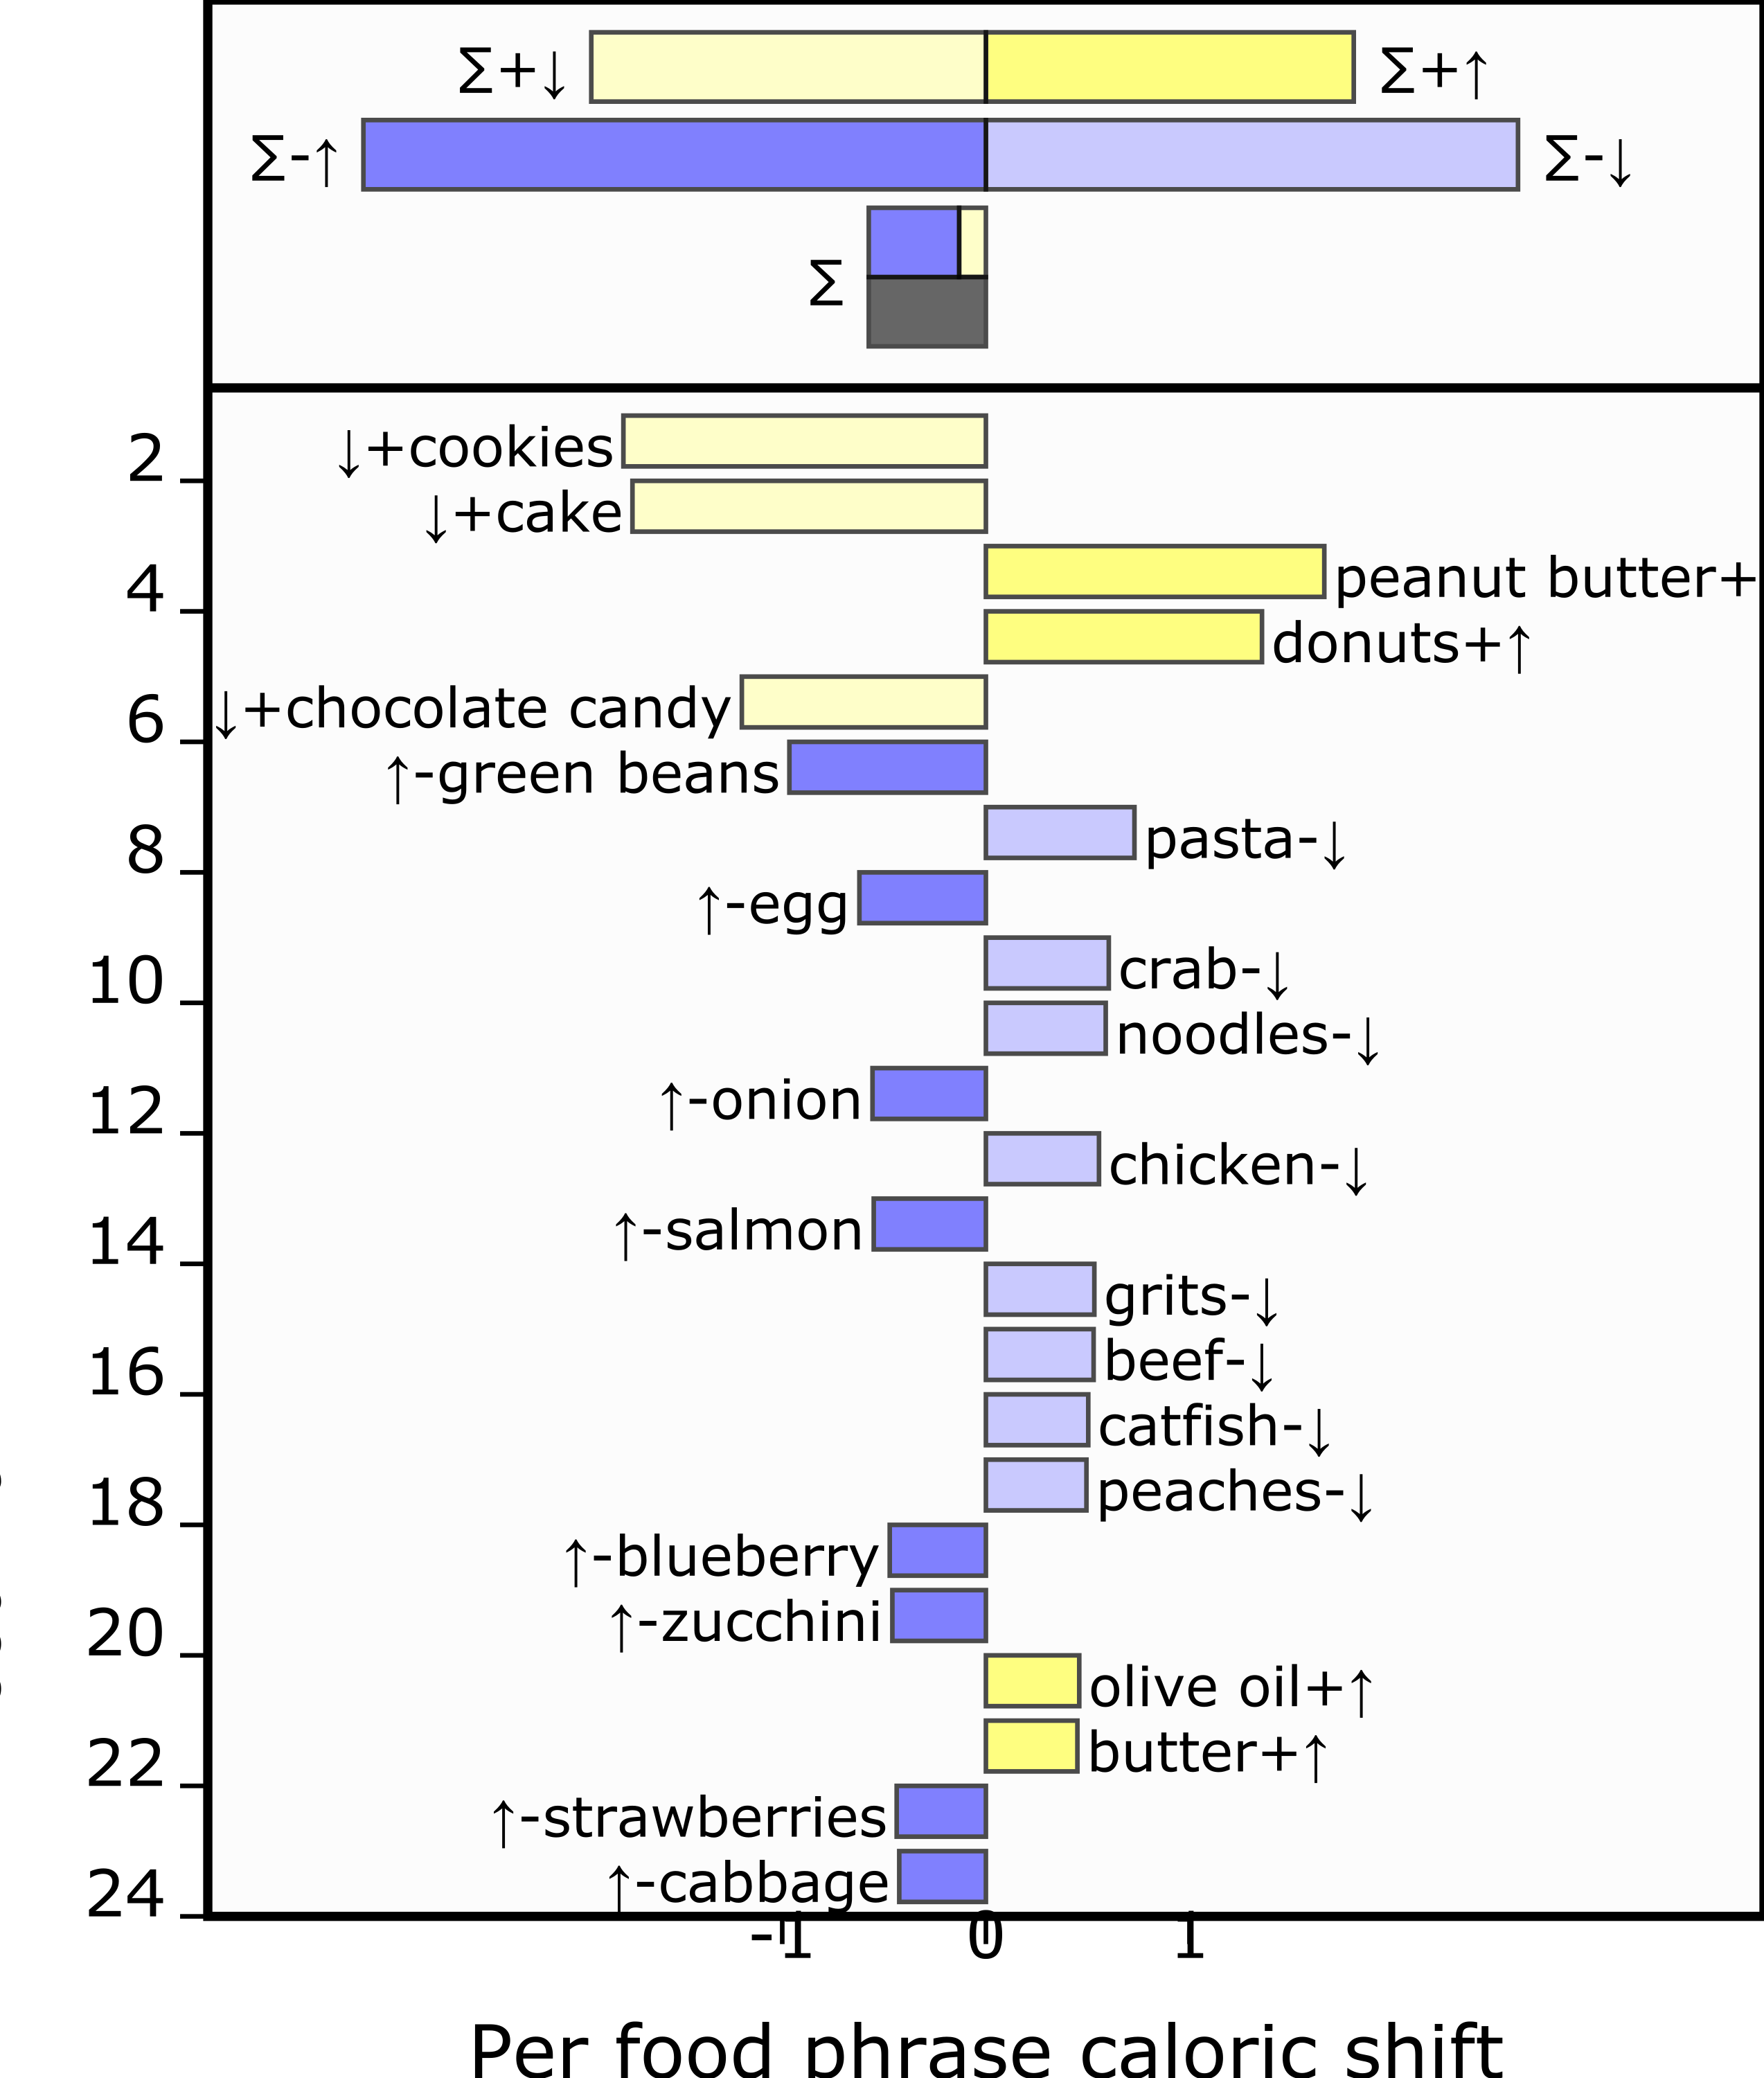 ∑+↓ ∑+↑
∑-↑ ∑-↓
∑
↓+cookies
2
↓+cake
peanut butter+
4
donuts+↑
↓+chocolate candy
6
↑-green beans
pasta-↓
8
↑-egg
crab-↓
10
noodles-↓
↑-onion
12
chicken-↓
↑-salmon
14
grits-↓
beef-↓
16
catfish-↓
peaches-↓
18
↑-blueberry
↑-zucchini
20
olive oil+↑
butter+↑
22
↑-strawberries
↑-cabbage
24
-1 0 1
Per food phrase caloric shift